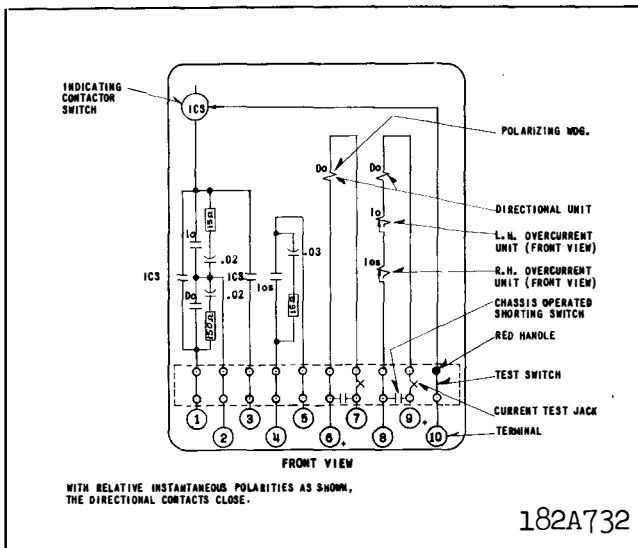 INDICATING
CONTACTOR
SWITCH
ICS
POLARIZING WDG.
Do
Do
DIRECTIONAL UNIT
15Ω
Io
Io
L.H. OVERCURRENT
UNIT (FRONT VIEW)
.02
.03
ICS
ICS
Ios
Ios
R.H. OVERCURRENT
UNIT (FRONT VIEW)
Do
.02
150Ω
16Ω
CHASSIS OPERATED
SHORTING SWITCH
RED HANDLE
TEST SWITCH
CURRENT TEST JACK
1 2 3 4 5 6 + 7 8 9 + 10
TERMINAL
FRONT VIEW
WITH RELATIVE INSTANTANEOUS POLARITIES AS SHOWN,
THE DIRECTIONAL CONTACTS CLOSE.
182A732